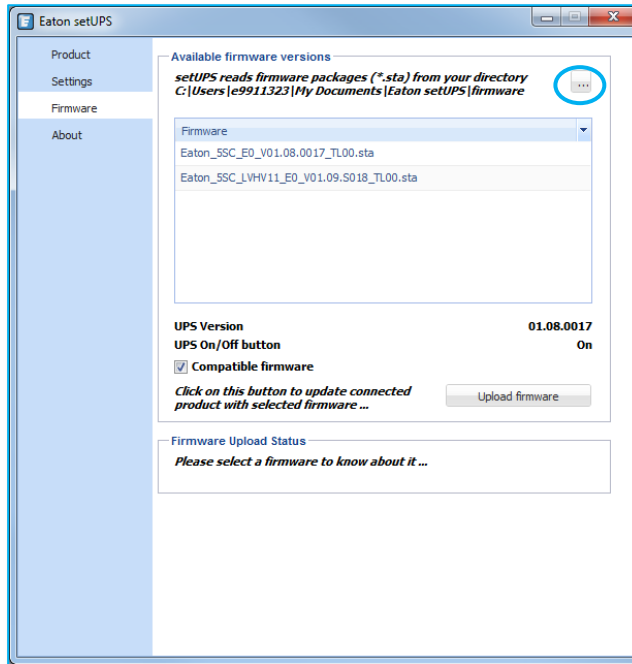 Eaton setUPS
Product
Settings
Firmware
About
Available firmware versions
setUPS reads firmware packages (*.sta) from your directory
C:|Users|e9911323|My Documents|Eaton setUPS|firmware
...
Firmware
Eaton_5SC_E0_V01.08.0017_TL00.sta
Eaton_5SC_LVHV11_E0_V01.09.S018_TL00.sta
UPS Version 01.08.0017
UPS On/Off button On
Compatible firmware
Click on this button to update connected
product with selected firmware ...
Upload firmware
Firmware Upload Status
Please select a firmware to know about it ...